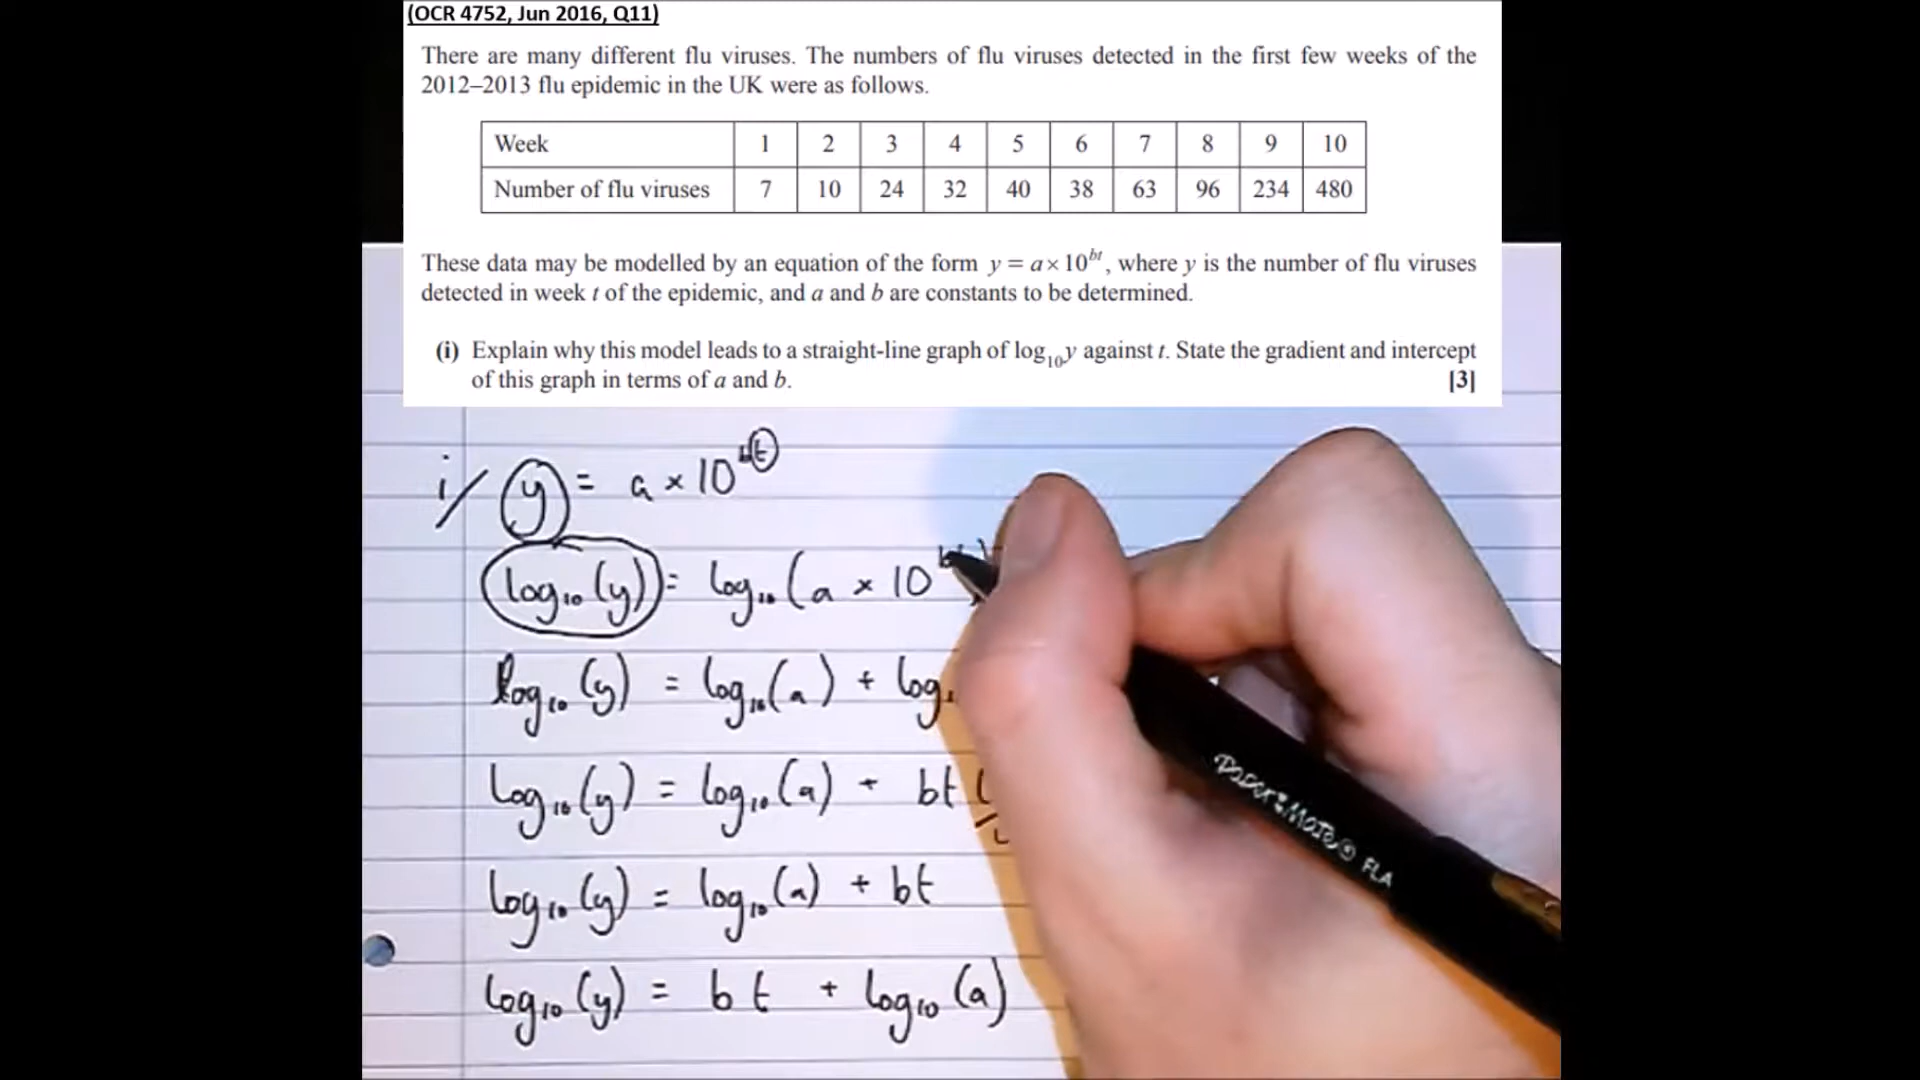 (OCR 4752, Jun 2016, Q11)
There are many different flu viruses. The numbers of flu viruses detected in the first few weeks of the
2012–2013 flu epidemic in the UK were as follows.
Week 1 2 3 4 5 6 7 8 9 10
Number of flu viruses 7 10 24 32 40 38 63 96 234 480
These data may be modelled by an equation of the form y = a × 10^{bt}, where y is the number of flu viruses
detected in week t of the epidemic, and a and b are constants to be determined.
(i) Explain why this model leads to a straight-line graph of log₁₀y against t. State the gradient and intercept
of this graph in terms of a and b. [3]
i/ y = a × 10^{bt}
log₁₀(y) = log₁₀(a × 10
log₁₀(y) = log₁₀(a) + log
log₁₀(y) = log₁₀(a) + bt
log₁₀(y) = log₁₀(a) + bt
log₁₀(y) = bt + log₁₀(a)
PAPER:MATE® FLA